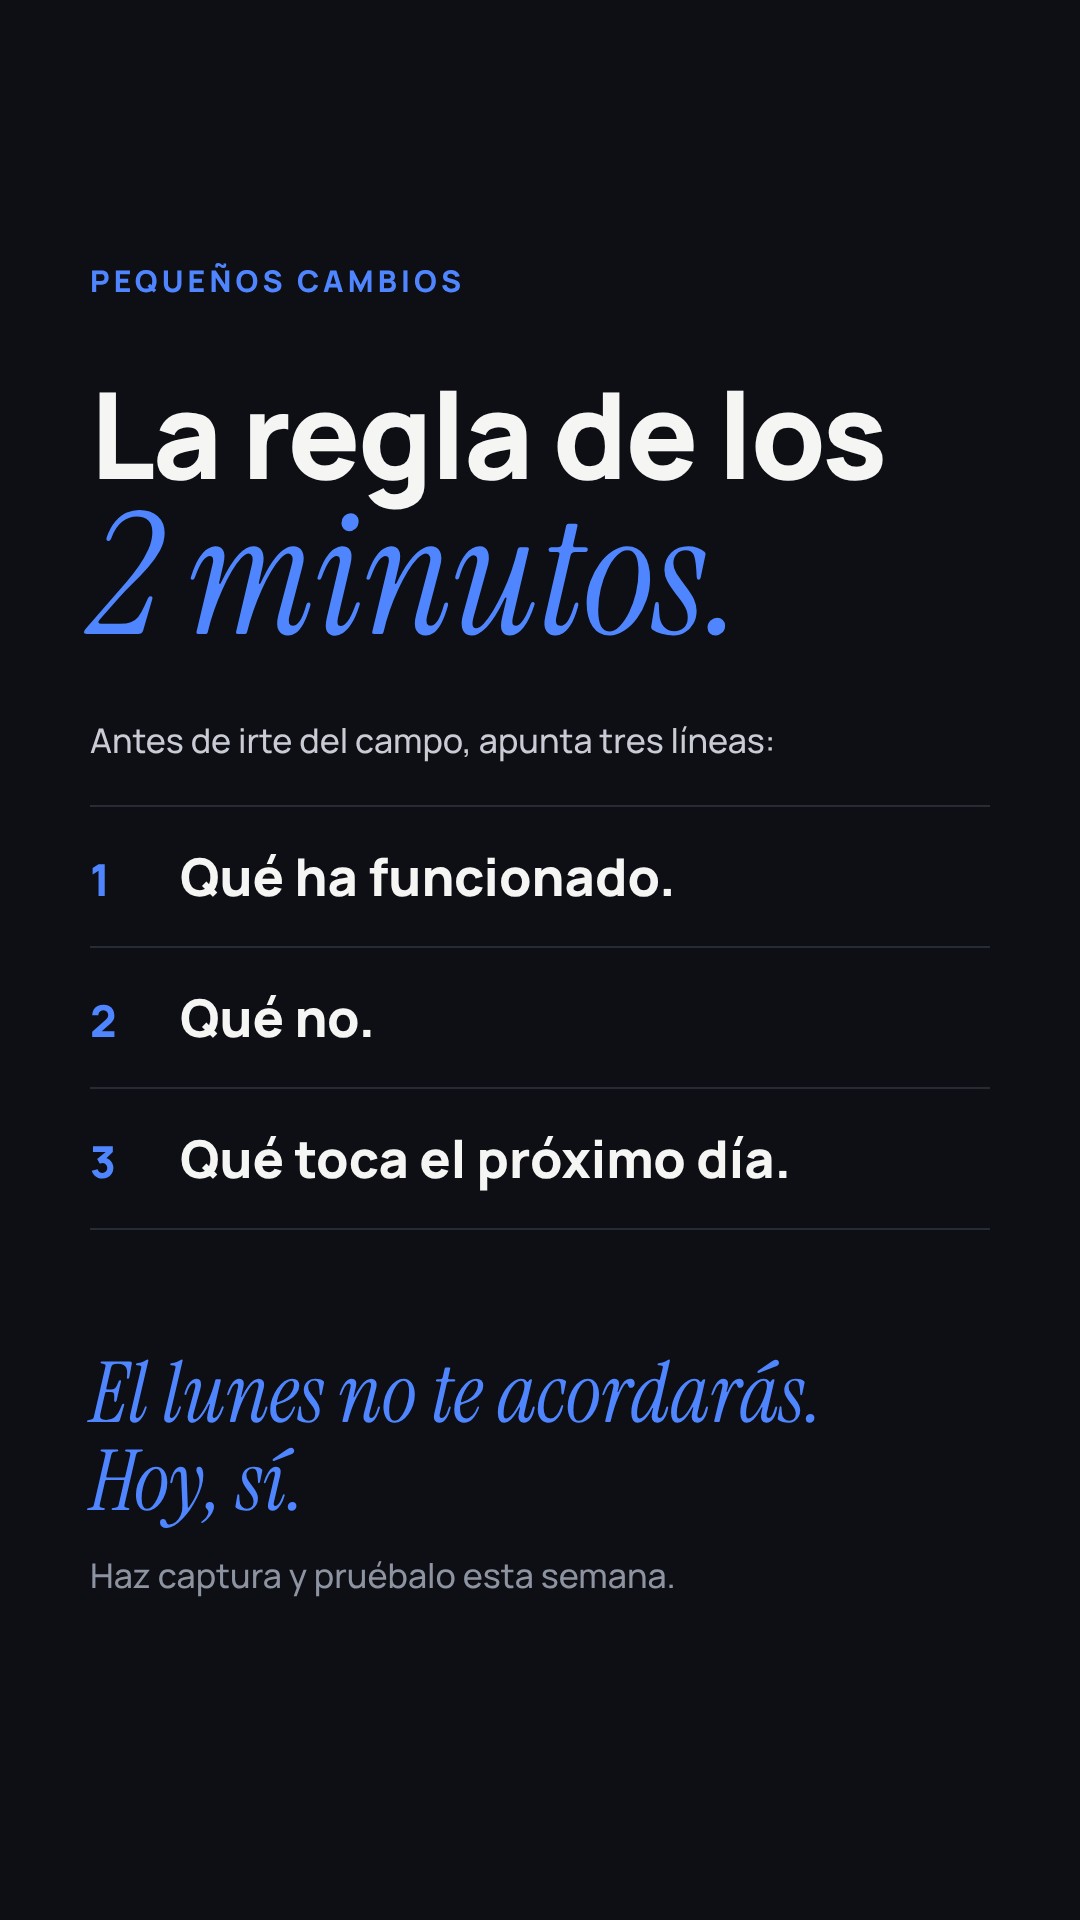 PEQUEÑOS CAMBIOS
La regla de los
2 minutos.
Antes de irte del campo, apunta tres líneas:
1 Qué ha funcionado.
2 Qué no.
3 Qué toca el próximo día.
El lunes no te acordarás.
Hoy, sí.
Haz captura y pruébalo esta semana.